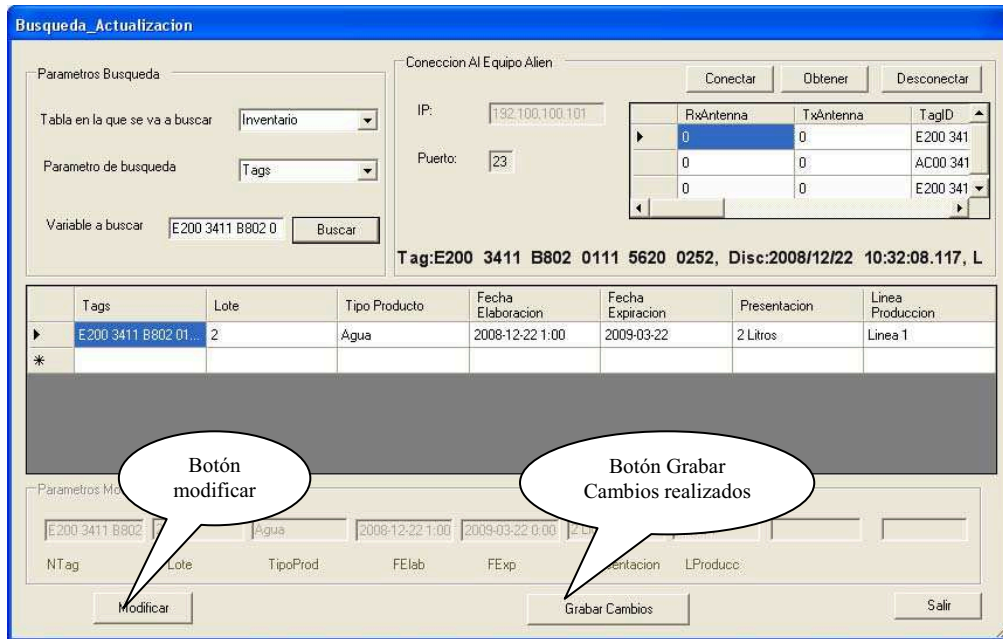 Busqueda_Actualizacion
Parametros Busqueda
Tabla en la que se va a buscar
Inventario
Parametro de busqueda
Tags
Variable a buscar
E200 3411 B802 0
Buscar
Coneccion Al Equipo Alien
Conectar
Obtener
Desconectar
IP:
192.100.100.101
Puerto:
23
RxAntenna TxAntenna TagID
0 0 E200 341
0 0 AC00 341
0 0 E200 341
Tag:E200 3411 B802 0111 5620 0252, Disc:2008/12/22 10:32:08.117, L
Tags Lote Tipo Producto Fecha Elaboracion Fecha Expiracion Presentacion Linea Produccion
E200 3411 B802 01... 2 Agua 2008-12-22 1:00 2009-03-22 2 Litros Linea 1
Botón
modificar
Botón Grabar
Cambios realizados
Parametros
E200 3411 B802 Agua 2008-12-22 1:00 2009-03-22 0:00
NTag Lote TipoProd FElab FExp LProducc
Modificar
Grabar Cambios
Salir